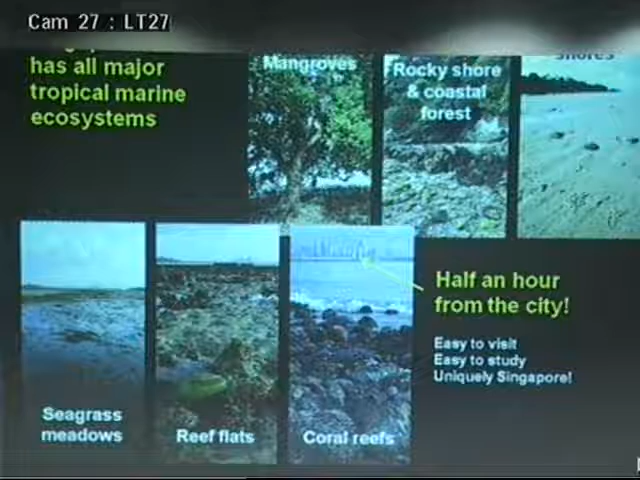 Cam 27 : LT27
has all major
tropical marine
ecosystems
Mangroves
Rocky shore
& coastal
forest
shores
Half an hour
from the city!
Easy to visit
Easy to study
Uniquely Singapore!
Seagrass
meadows
Reef flats
Coral reefs